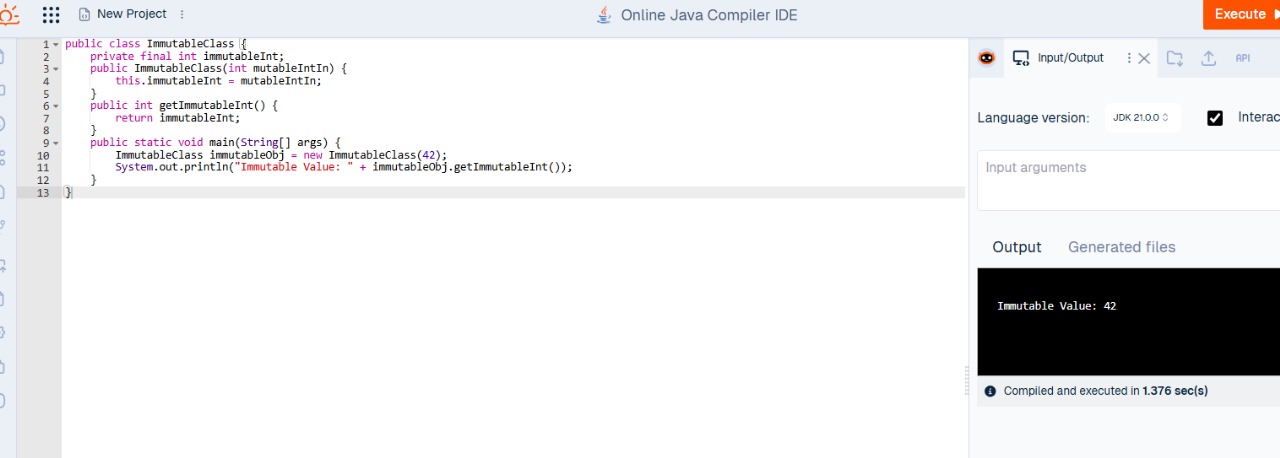 New Project
Online Java Compiler IDE
Execute
1 public class ImmutableClass {
2 private final int immutableInt;
3 public ImmutableClass(int mutableIntIn) {
4 this.immutableInt = mutableIntIn;
5 }
6 public int getImmutableInt() {
7 return immutableInt;
8 }
9 public static void main(String[] args) {
10 ImmutableClass immutableObj = new ImmutableClass(42);
11 System.out.println("Immutable Value: " + immutableObj.getImmutableInt());
12 }
13 }
Input/Output
API
Language version:
JDK 21.0.0
Interac
Input arguments
Output
Generated files
Immutable Value: 42
Compiled and executed in 1.376 sec(s)